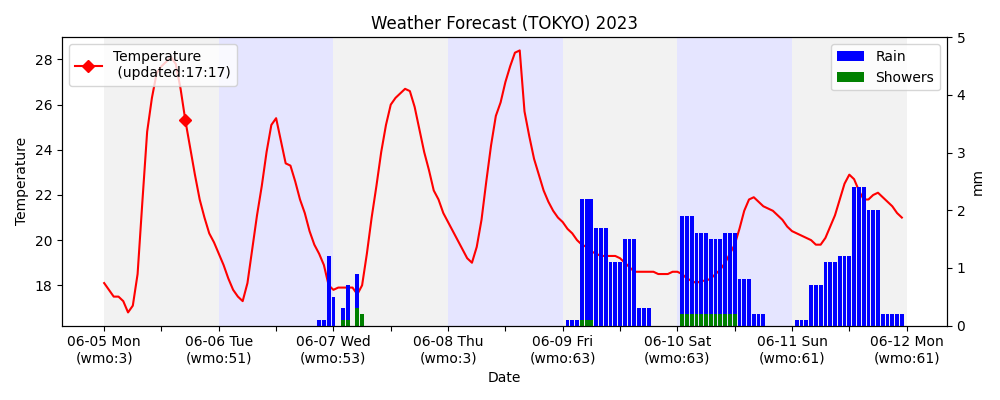 Weather Forecast (TOKYO) 2023
Temperature
(updated:17:17)
Rain
Showers
28
26
24
22
20
18
Temperature
5
4
3
2
1
0
mm
06-05 Mon
(wmo:3)
06-06 Tue
(wmo:51)
06-07 Wed
(wmo:53)
06-08 Thu
(wmo:3)
06-09 Fri
(wmo:63)
06-10 Sat
(wmo:63)
06-11 Sun
(wmo:61)
06-12 Mon
(wmo:61)
Date